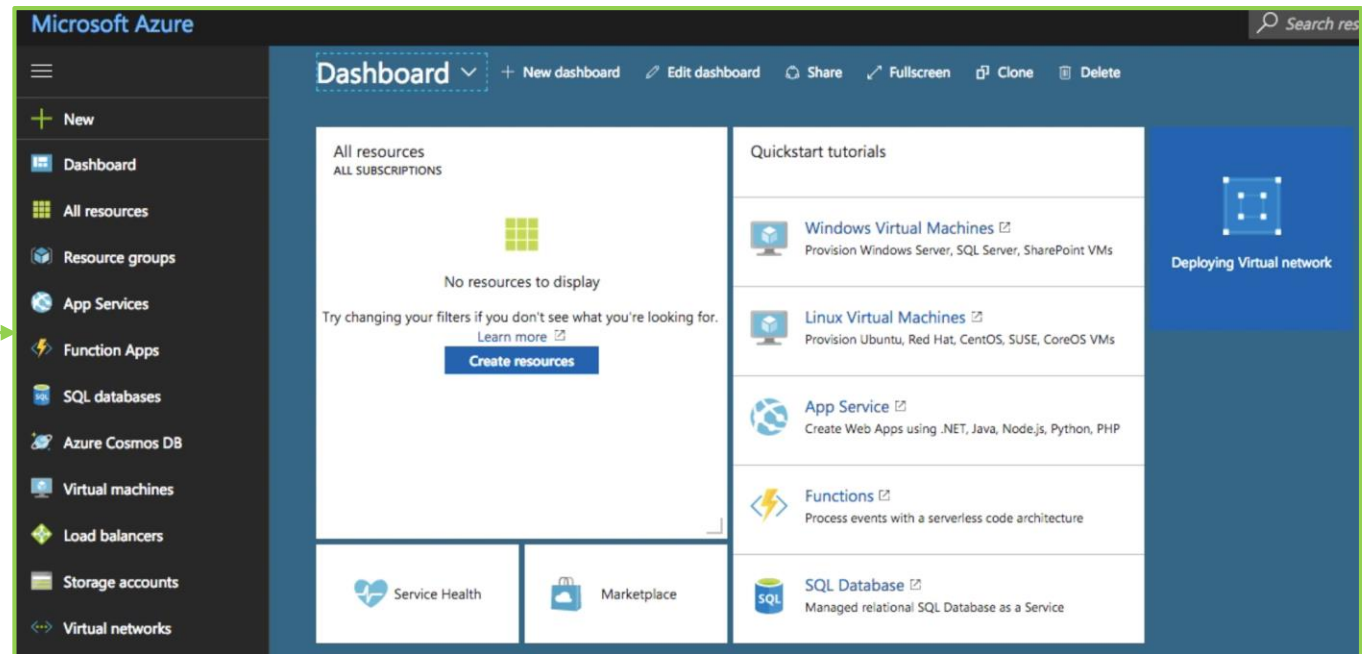 Microsoft Azure
Search res
Dashboard
New dashboard
Edit dashboard
Share
Fullscreen
Clone
Delete
New
Dashboard
All resources
Resource groups
App Services
Function Apps
SQL databases
Azure Cosmos DB
Virtual machines
Load balancers
Storage accounts
Virtual networks
All resources
ALL SUBSCRIPTIONS
No resources to display
Try changing your filters if you don't see what you're looking for.
Learn more
Create resources
Service Health
Marketplace
Quickstart tutorials
Windows Virtual Machines
Provision Windows Server, SQL Server, SharePoint VMs
Linux Virtual Machines
Provision Ubuntu, Red Hat, CentOS, SUSE, CoreOS VMs
App Service
Create Web Apps using .NET, Java, Node.js, Python, PHP
Functions
Process events with a serverless code architecture
SQL
SQL Database
Managed relational SQL Database as a Service
Deploying Virtual network